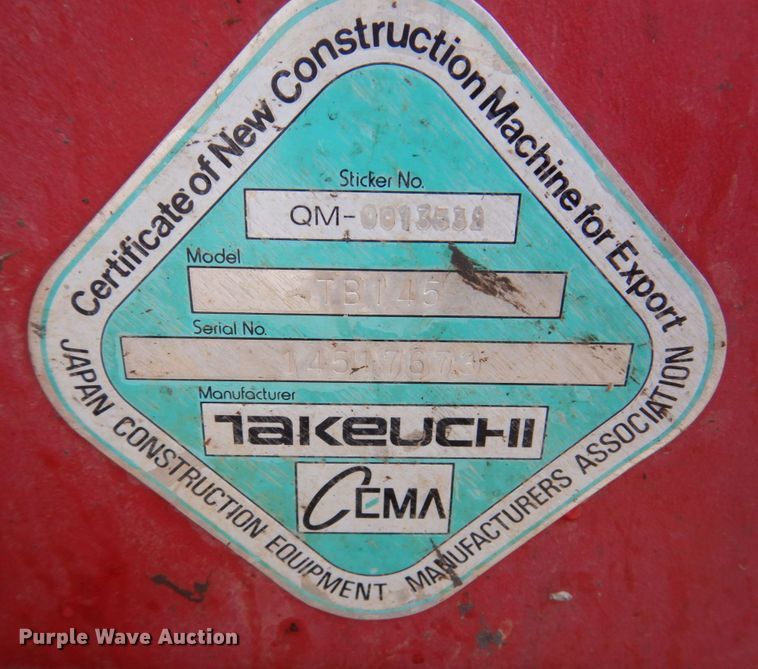 Certificate of New Construction Machine for Export
Sticker No.
QM-
Model
TB145
Serial No.
Manufacturer
TAKEUCHI
CEMA
JAPAN CONSTRUCTION EQUIPMENT MANUFACTURERS ASSOCIATION
Purple Wave Auction